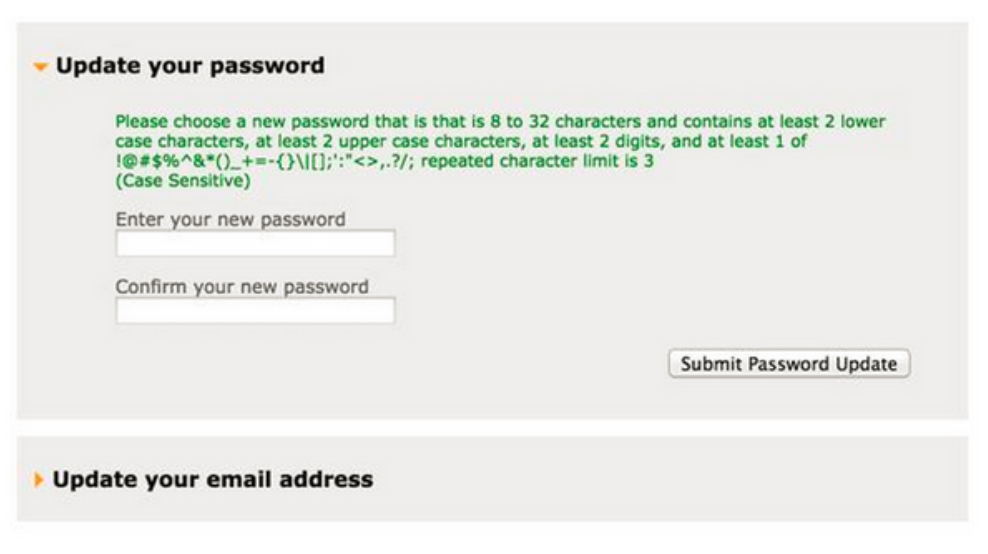 Update your password
Please choose a new password that is that is 8 to 32 characters and contains at least 2 lower
case characters, at least 2 upper case characters, at least 2 digits, and at least 1 of
!@#$%^&*()_+=-{}\|[];':"<>,.?/; repeated character limit is 3
(Case Sensitive)
Enter your new password
Confirm your new password
Submit Password Update
Update your email address